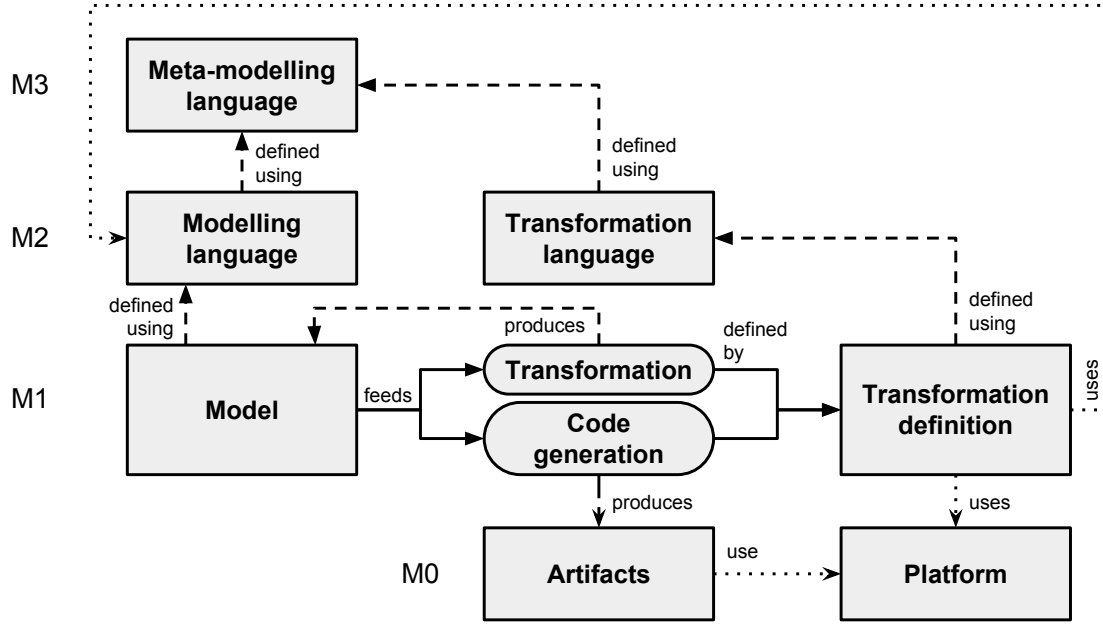 M3
Meta-modelling
language
defined
using
defined
using
M2
Modelling
language
Transformation
language
defined
using
defined
using
produces
defined
by
M1
Model
feeds
Transformation
Code
generation
Transformation
definition
uses
produces
uses
M0
Artifacts
use
Platform